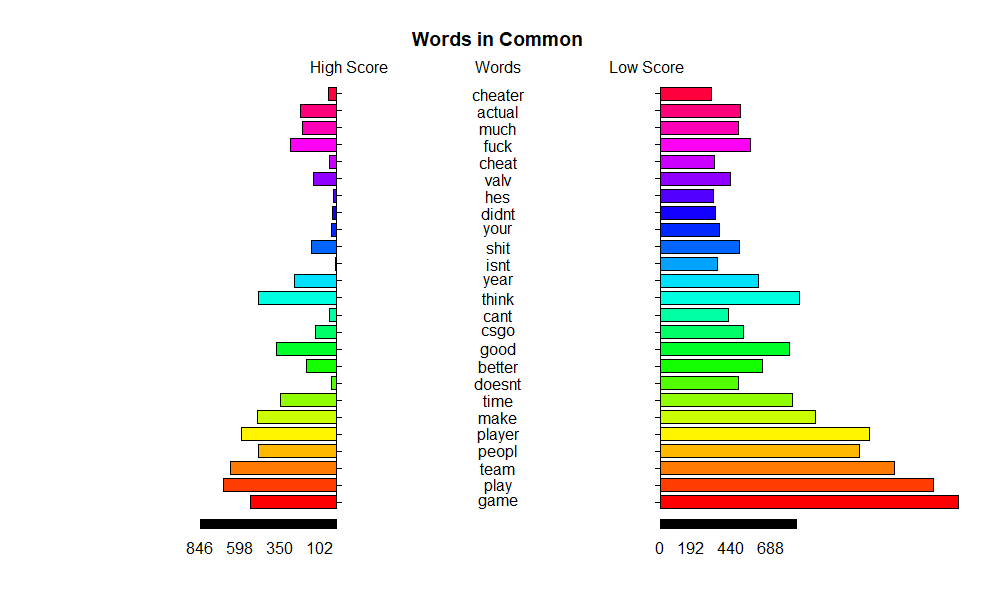 Words in Common
High Score Words Low Score
cheater
actual
much
fuck
cheat
valv
hes
didnt
your
shit
isnt
year
think
cant
csgo
good
better
doesnt
time
make
player
peopl
team
play
game
846 598 350 102 0 192 440 688